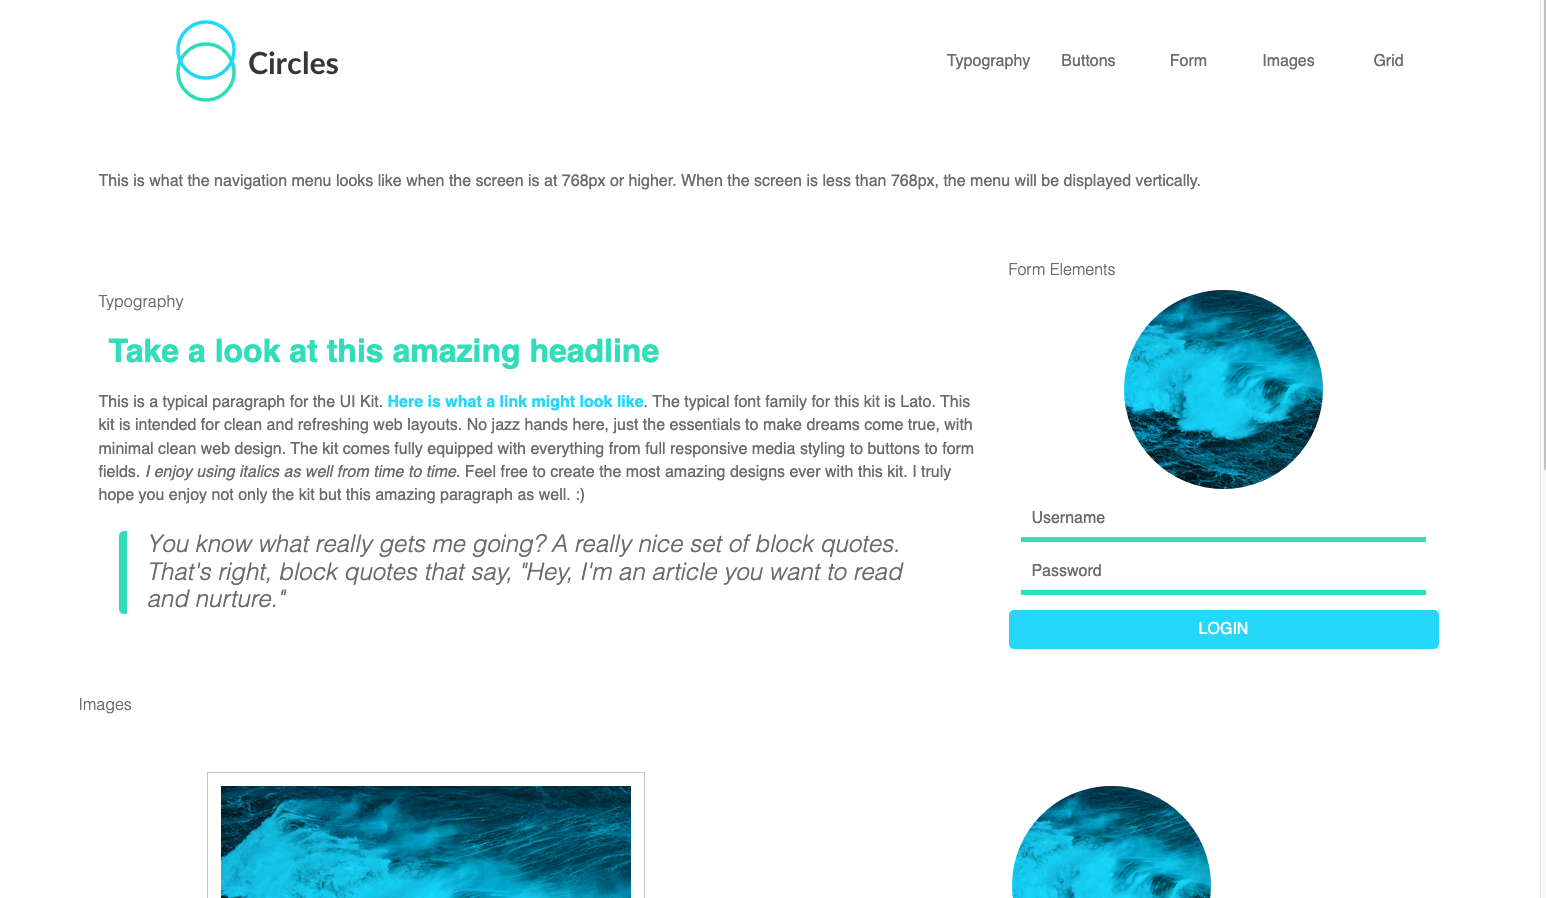 Circles
Typography Buttons Form Images Grid
This is what the navigation menu looks like when the screen is at 768px or higher. When the screen is less than 768px, the menu will be displayed vertically.
Typography
Take a look at this amazing headline
This is a typical paragraph for the UI Kit. Here is what a link might look like. The typical font family for this kit is Lato. This
kit is intended for clean and refreshing web layouts. No jazz hands here, just the essentials to make dreams come true, with
minimal clean web design. The kit comes fully equipped with everything from full responsive media styling to buttons to form
fields. I enjoy using italics as well from time to time. Feel free to create the most amazing designs ever with this kit. I truly
hope you enjoy not only the kit but this amazing paragraph as well. :)
You know what really gets me going? A really nice set of block quotes.
That's right, block quotes that say, "Hey, I'm an article you want to read
and nurture."
Form Elements
Username
Password
LOGIN
Images